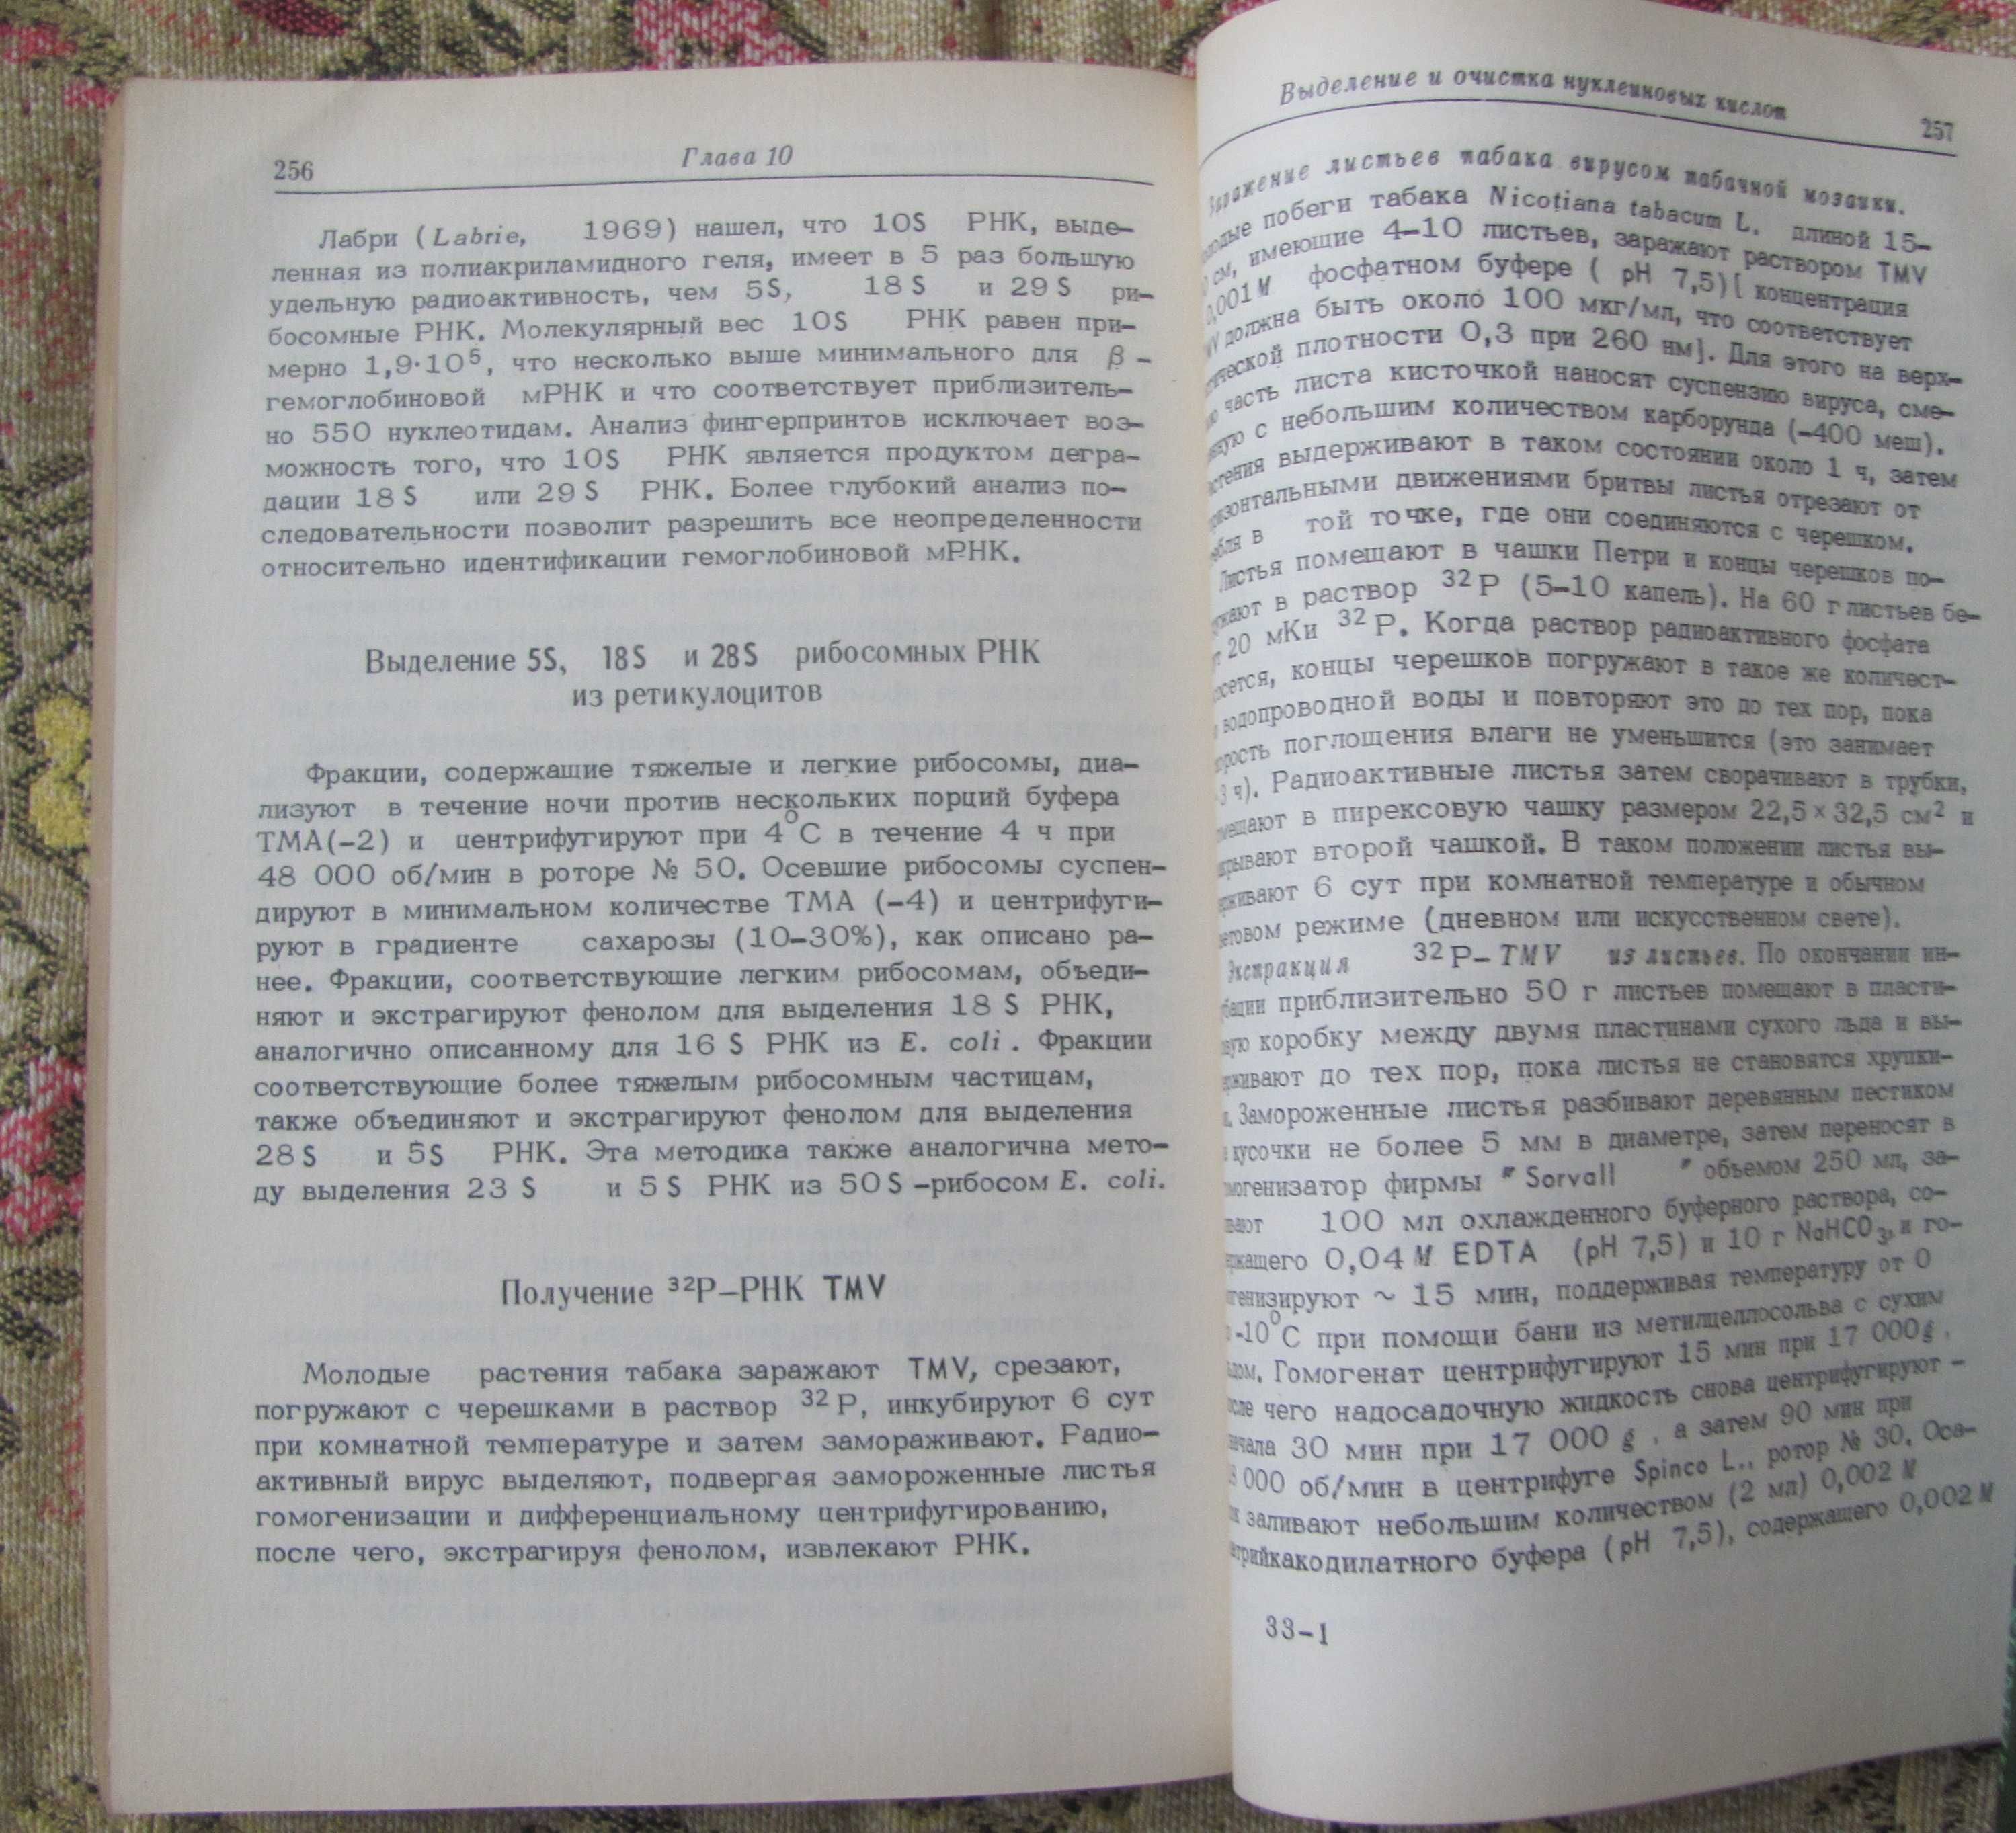 256
Глава 10
Лабри (Labrie, 1969) нашел, что 10S РНК, выде-
ленная из полиакриламидного геля, имеет в 5 раз большую
удельную радиоактивность, чем 5S, 18S и 29S ри-
босомные РНК. Молекулярный вес 10S РНК равен при-
мерно 1,9·10⁵, что несколько выше минимального для β-
гемоглобиновой мРНК и что соответствует приблизитель-
но 550 нуклеотидам. Анализ фингерпринтов исключает воз-
можность того, что 10S РНК является продуктом дегра-
дации 18S или 29S РНК. Более глубокий анализ по-
следовательности позволит разрешить все неопределенности
относительно идентификации гемоглобиновой мРНК.
Выделение 5S, 18S и 28S рибосомных РНК
из ретикулоцитов
Фракции, содержащие тяжелые и легкие рибосомы, диа-
лизуют в течение ночи против нескольких порций буфера
ТМА(-2) и центрифугируют при 4°С в течение 4 ч при
48 000 об/мин в роторе № 50. Осевшие рибосомы суспен-
дируют в минимальном количестве ТМА (-4) и центрифуги-
руют в градиенте сахарозы (10-30%), как описано ра-
нее. Фракции, соответствующие легким рибосомам, объеди-
няют и экстрагируют фенолом для выделения 18 S РНК,
аналогично описанному для 16 S РНК из E. coli. Фракции
соответствующие более тяжелым рибосомным частицам,
также объединяют и экстрагируют фенолом для выделения
28S и 5S РНК. Эта методика также аналогична мето-
ду выделения 23 S и 5 S РНК из 50S-рибосом E. coli.
Получение ³²P-РНК TMV
Молодые растения табака заражают TMV, срезают,
погружают с черешками в раствор ³²P, инкубируют 6 сут
при комнатной температуре и затем замораживают. Радио-
активный вирус выделяют, подвергая замороженные листья
гомогенизации и дифференциальному центрифугированию,
после чего, экстрагируя фенолом, извлекают РНК.
Выделение и очистка нуклеиновых кислот
257
листьев табака вирусом табачной мозаики.
побеги табака Nicotiana tabacum L. длиной 15-
см, имеющие 4-10 листьев, заражают раствором TMV
0,001 M фосфатном буфере ( pH 7,5)[ концентрация
должна быть около 100 мкг/мл, что соответствует
плотности 0,3 при 260 нм]. Для этого на верх-
часть листа кисточкой наносят суспензию вируса, сме-
с небольшим количеством карборунда (-400 меш).
выдерживают в таком состоянии около 1 ч, затем
движениями бритвы листья отрезают от
в той точке, где они соединяются с черешком.
Листья помещают в чашки Петри и концы черешков по-
в раствор ³²P (5-10 капель). На 60 г листьев бе-
20 мКи ³²P. Когда раствор радиоактивного фосфата
концы черешков погружают в такое же количест-
водопроводной воды и повторяют это до тех пор, пока
поглощения влаги не уменьшится (это занимает
3 ч). Радиоактивные листья затем сворачивают в трубки,
в пирексовую чашку размером 22,5×32,5 см² и
второй чашкой. В таком положении листья вы-
6 сут при комнатной температуре и обычном
режиме (дневном или искусственном свете).
Экстракция ³²P-TMV из листьев. По окончании ин-
приблизительно 50 г листьев помещают в пласти-
коробку между двумя пластинами сухого льда и вы-
до тех пор, пока листья не становятся хрупки-
Замороженные листья разбивают деревянным пестиком
кусочки не более 5 мм в диаметре, затем переносят в
фирмы "Sorvall" объемом 250 мл, за-
100 мл охлажденного буферного раствора, со-
0,04 M EDTA (pH 7,5) и 10 г NaHCO₃, и го-
~ 15 мин, поддерживая температуру от 0
-10°С при помощи бани из метилцеллосольва с сухим
Гомогенат центрифугируют 15 мин при 17 000g,
чего надосадочную жидкость снова центрифугируют -
30 мин при 17 000 g, а затем 90 мин при
000 об/мин в центрифуге Spinco L., ротор № 30. Оса-
заливают небольшим количеством (2 мл) 0,002 M
буфера (pH 7,5), содержащего 0,002 M
33-1